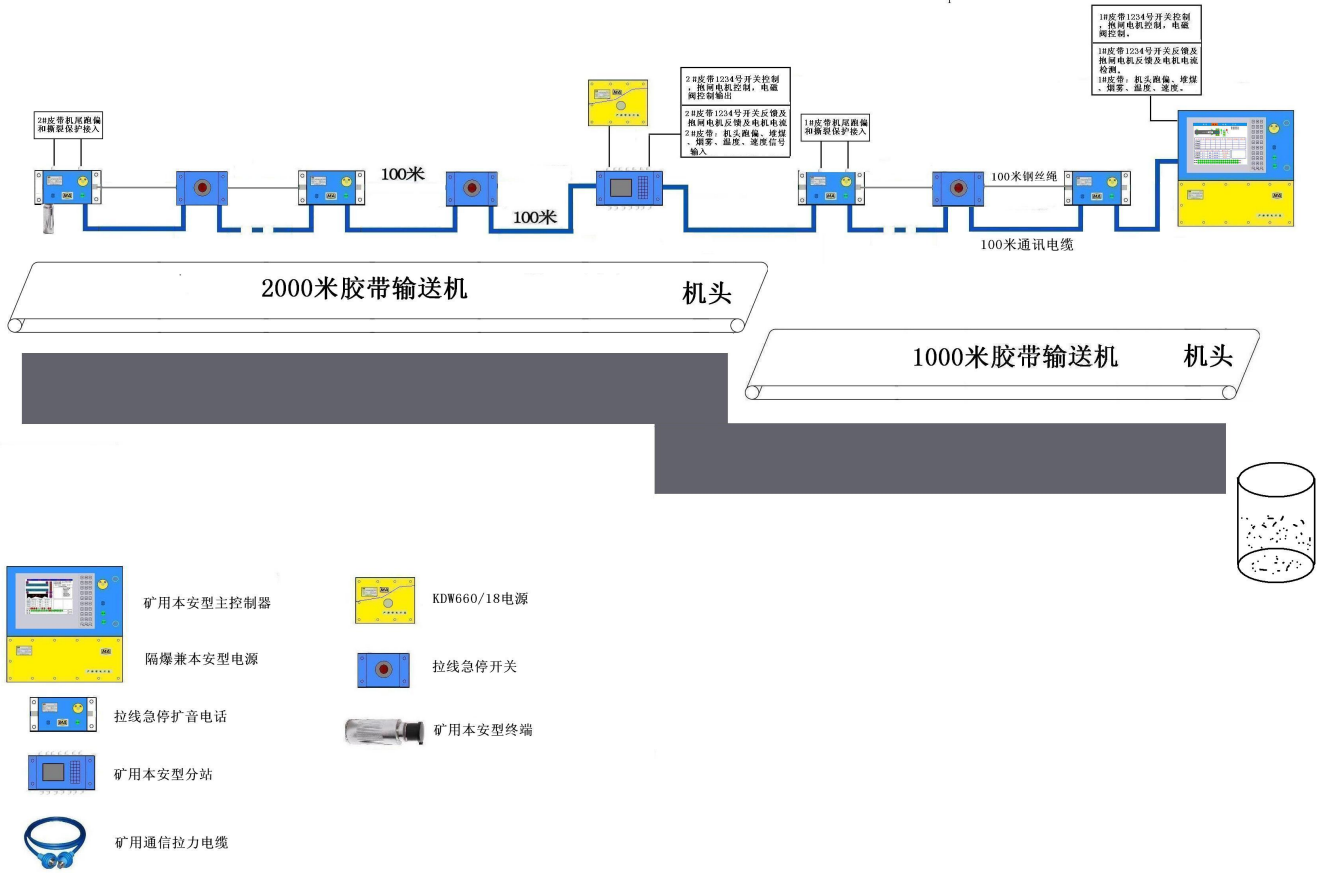 1#皮带1234号开关控制
，抱闸电机控制，电磁
阀控制。
1#皮带1234号开关反馈及
抱闸电机反馈及电机电流
检测。
1#皮带：机头跑偏、堆煤
、烟雾、温度、速度。
2#皮带1234号开关控制
，抱闸电机控制，电磁
阀控制输出
2#皮带1234号开关反馈及
抱闸电机反馈及电机电流
2#皮带：机头跑偏、堆煤
、烟雾、温度、速度信号
输入
2#皮带机尾跑偏
和撕裂保护接入
1#皮带机尾跑偏
和撕裂保护接入
100米
100米
100米钢丝绳
100米通讯电缆
2000米胶带输送机
机头
1000米胶带输送机
机头
矿用本安型主控制器
隔爆兼本安型电源
拉线急停扩音电话
矿用本安型分站
矿用通信拉力电缆
KDW660/18电源
拉线急停开关
矿用本安型终端